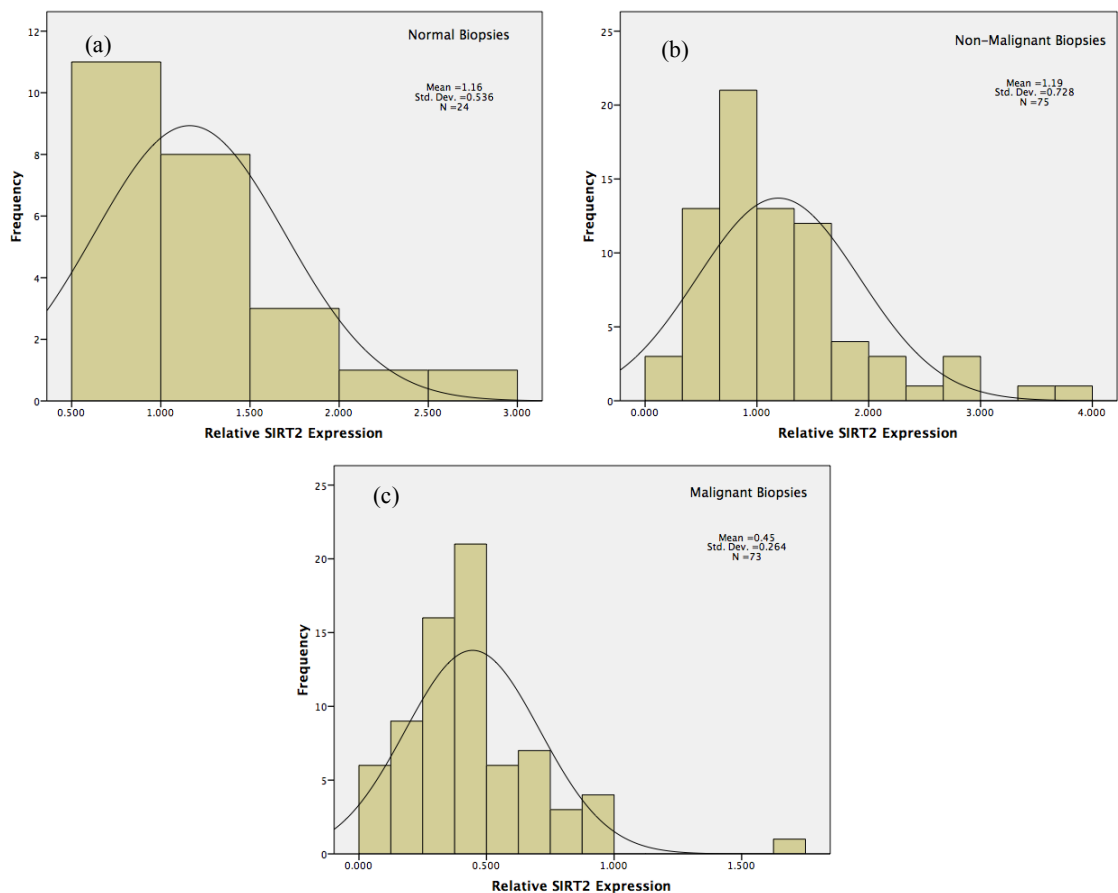 (a)
Normal Biopsies
Mean =1.16
Std. Dev. =0.536
N =24
12
10
8
6
4
2
0
Frequency
0.500 1.000 1.500 2.000 2.500 3.000
Relative SIRT2 Expression
(b)
Non-Malignant Biopsies
Mean =1.19
Std. Dev. =0.728
N =75
25
20
15
10
5
0
Frequency
0.000 1.000 2.000 3.000 4.000
Relative SIRT2 Expression
(c)
Malignant Biopsies
Mean =0.45
Std. Dev. =0.264
N =73
25
20
15
10
5
0
Frequency
0.000 0.500 1.000 1.500
Relative SIRT2 Expression